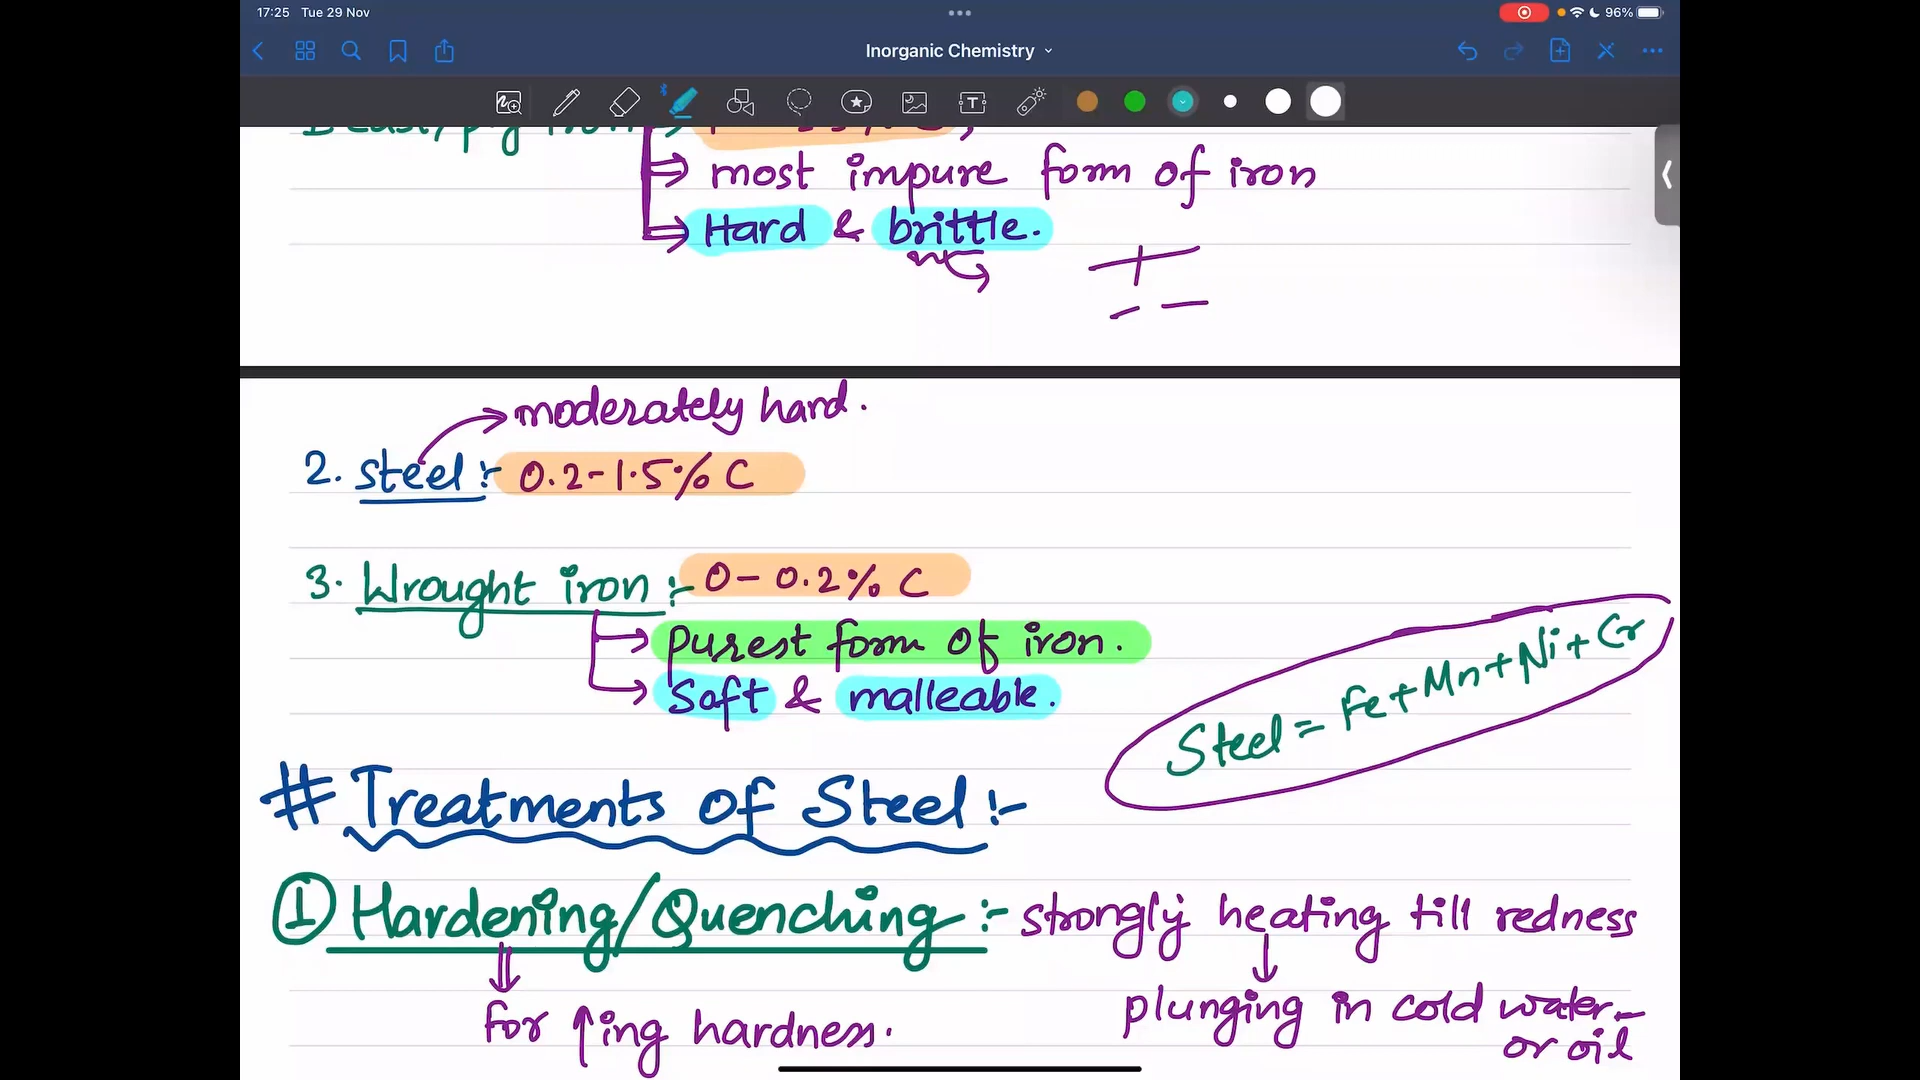 17:25 Tue 29 Nov
96%
Inorganic Chemistry
→ most impure form of iron
→ Hard & brittle.
→ moderately hard.
2. Steel :- 0.2-1.5% C
3. Wrought iron :- 0-0.2% C
→ purest form of iron.
→ Soft & malleable.
Steel = Fe+Mn+Ni+Cr
# Treatments of Steel :-
① Hardening/Quenching :- strongly heating till redness
↓
plunging in cold water
or oil
⇓
for ↑ing hardness.